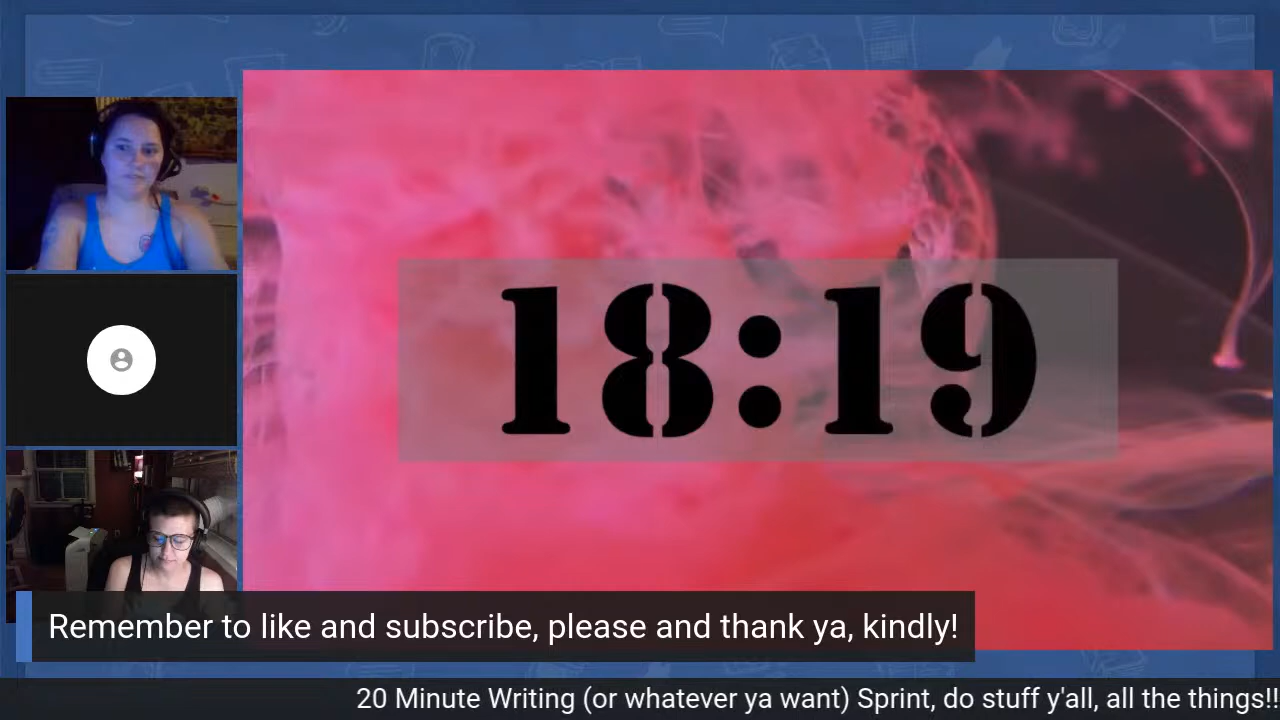 18:19
Remember to like and subscribe, please and thank ya, kindly!
20 Minute Writing (or whatever ya want) Sprint, do stuff y'all, all the things!!